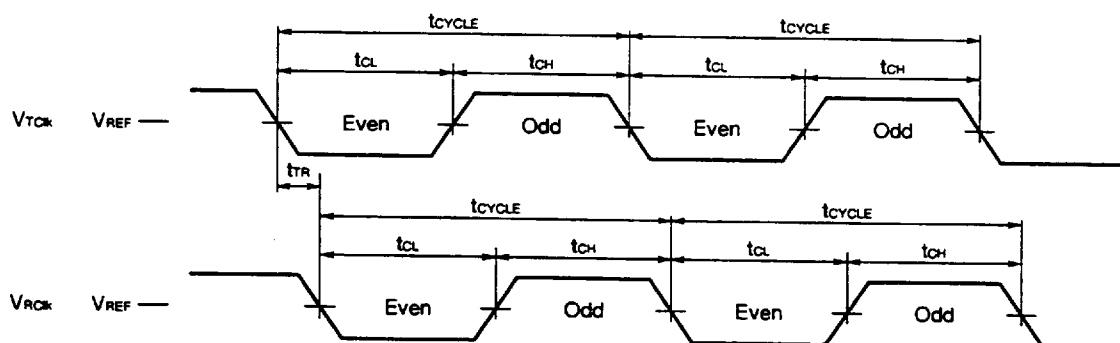 tCYCLE tCYCLE
tCL tCH tCL tCH
VTClk VREF Even Odd Even Odd
tTR
tCYCLE tCYCLE
tCL tCH tCL tCH
VRClk VREF Even Odd Even Odd